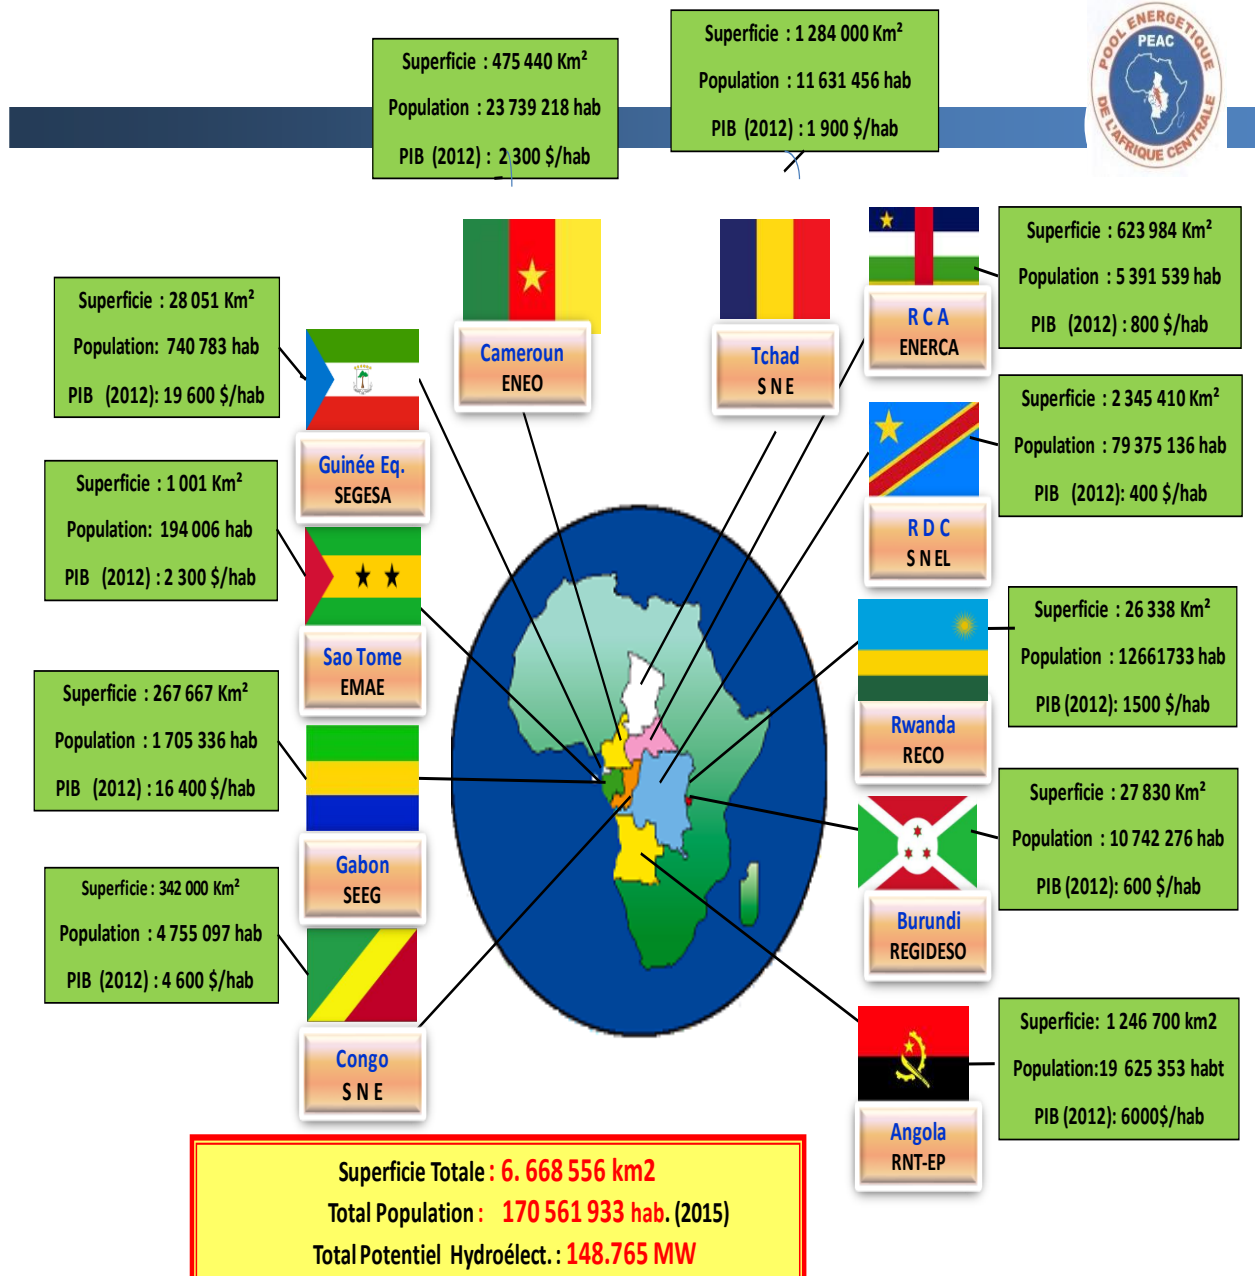 Superficie : 475 440 Km²
Population : 23 739 218 hab
PIB (2012) : 2 300 $/hab
Superficie : 1 284 000 Km²
Population : 11 631 456 hab
PIB (2012) : 1 900 $/hab
POOL ENERGETIQUE
PEAC
DE L'AFRIQUE CENTRALE
Superficie : 28 051 Km²
Population: 740 783 hab
PIB (2012): 19 600 $/hab
Guinée Eq.
SEGESA
Cameroun
ENEO
Tchad
S N E
R C A
ENERCA
Superficie : 623 984 Km²
Population : 5 391 539 hab
PIB (2012) : 800 $/hab
Superficie : 1 001 Km²
Population: 194 006 hab
PIB (2012) : 2 300 $/hab
Sao Tome
EMAE
R D C
S N EL
Superficie : 2 345 410 Km²
Population : 79 375 136 hab
PIB (2012): 400 $/hab
Superficie : 267 667 Km²
Population : 1 705 336 hab
PIB (2012) : 16 400 $/hab
Gabon
SEEG
Rwanda
RECO
Superficie : 26 338 Km²
Population : 12661733 hab
PIB (2012): 1500 $/hab
Superficie : 342 000 Km²
Population : 4 755 097 hab
PIB (2012) : 4 600 $/hab
Congo
S N E
Burundi
REGIDESO
Superficie : 27 830 Km²
Population : 10 742 276 hab
PIB (2012): 600 $/hab
Angola
RNT-EP
Superficie: 1 246 700 km2
Population:19 625 353 habt
PIB (2012): 6000$/hab
Superficie Totale : 6. 668 556 km2
Total Population : 170 561 933 hab. (2015)
Total Potentiel Hydroélect. : 148.765 MW